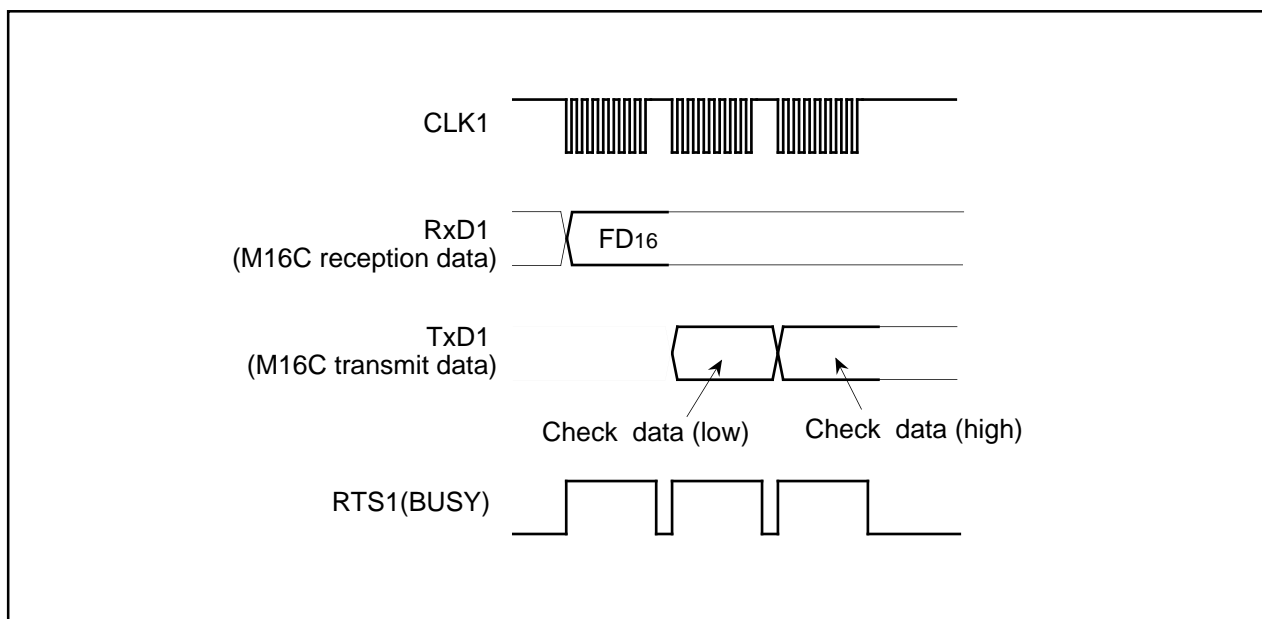 CLK1
RxD1
(M16C reception data)
FD16
TxD1
(M16C transmit data)
Check data (low)
Check data (high)
RTS1(BUSY)